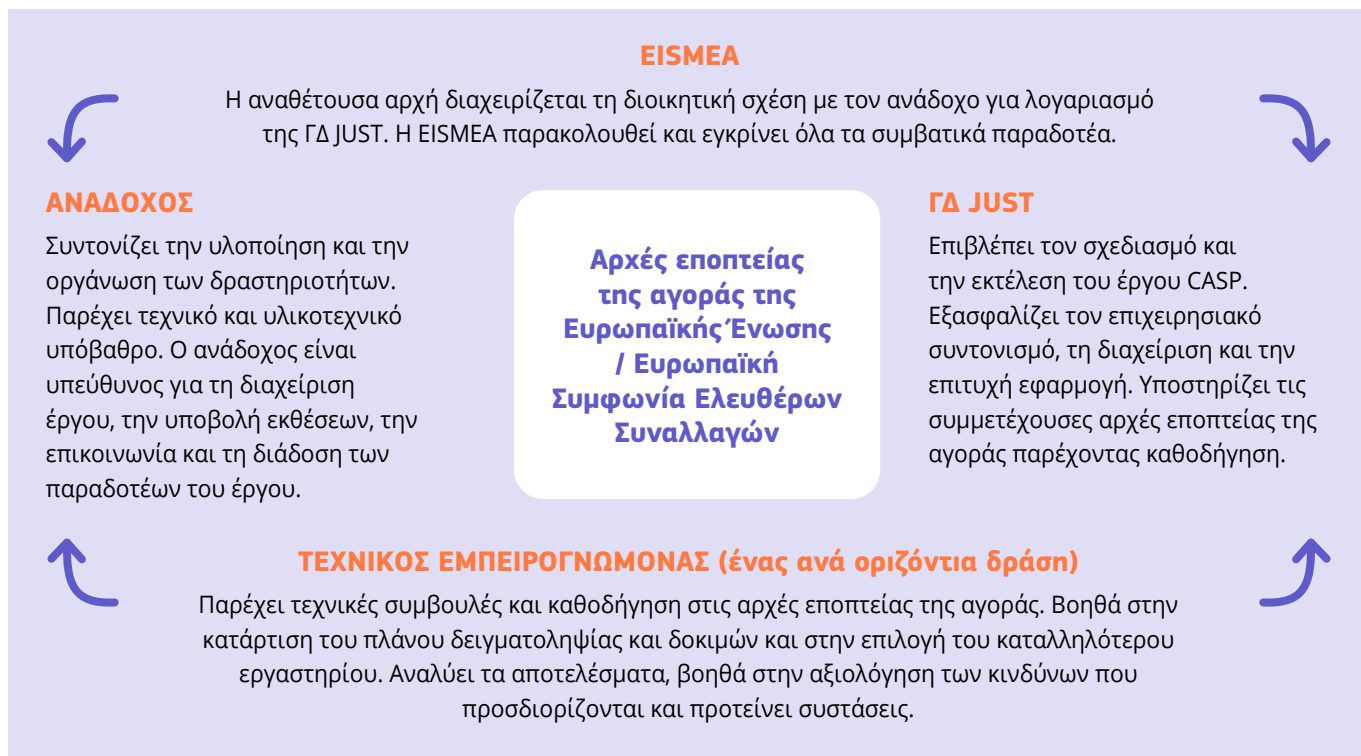 EISMEA
Η αναθέτουσα αρχή διαχειρίζεται τη διοικητική σχέση με τον ανάδοχο για λογαριασμό
της ΓΔ JUST. Η EISMEA παρακολουθεί και εγκρίνει όλα τα συμβατικά παραδοτέα.
ΑΝΑΔΟΧΟΣ
Συντονίζει την υλοποίηση και την
οργάνωση των δραστηριοτήτων.
Παρέχει τεχνικό και υλικοτεχνικό
υπόβαθρο. Ο ανάδοχος είναι
υπεύθυνος για τη διαχείριση
έργου, την υποβολή εκθέσεων, την
επικοινωνία και τη διάδοση των
παραδοτέων του έργου.
Αρχές εποπτείας
της αγοράς της
Ευρωπαϊκής Ένωσης
/ Ευρωπαϊκή
Συμφωνία Ελευθέρων
Συναλλαγών
ΓΔ JUST
Επιβλέπει τον σχεδιασμό και
την εκτέλεση του έργου CASP.
Εξασφαλίζει τον επιχειρησιακό
συντονισμό, τη διαχείριση και την
επιτυχή εφαρμογή. Υποστηρίζει τις
συμμετέχουσες αρχές εποπτείας της
αγοράς παρέχοντας καθοδήγηση.
ΤΕΧΝΙΚΟΣ ΕΜΠΕΙΡΟΓΝΩΜΟΝΑΣ (ένας ανά οριζόντια δράση)
Παρέχει τεχνικές συμβουλές και καθοδήγηση στις αρχές εποπτείας της αγοράς. Βοηθά στην
κατάρτιση του πλάνου δειγματοληψίας και δοκιμών και στην επιλογή του καταλληλότερου
εργαστηρίου. Αναλύει τα αποτελέσματα, βοηθά στην αξιολόγηση των κινδύνων που
προσδιορίζονται και προτείνει συστάσεις.